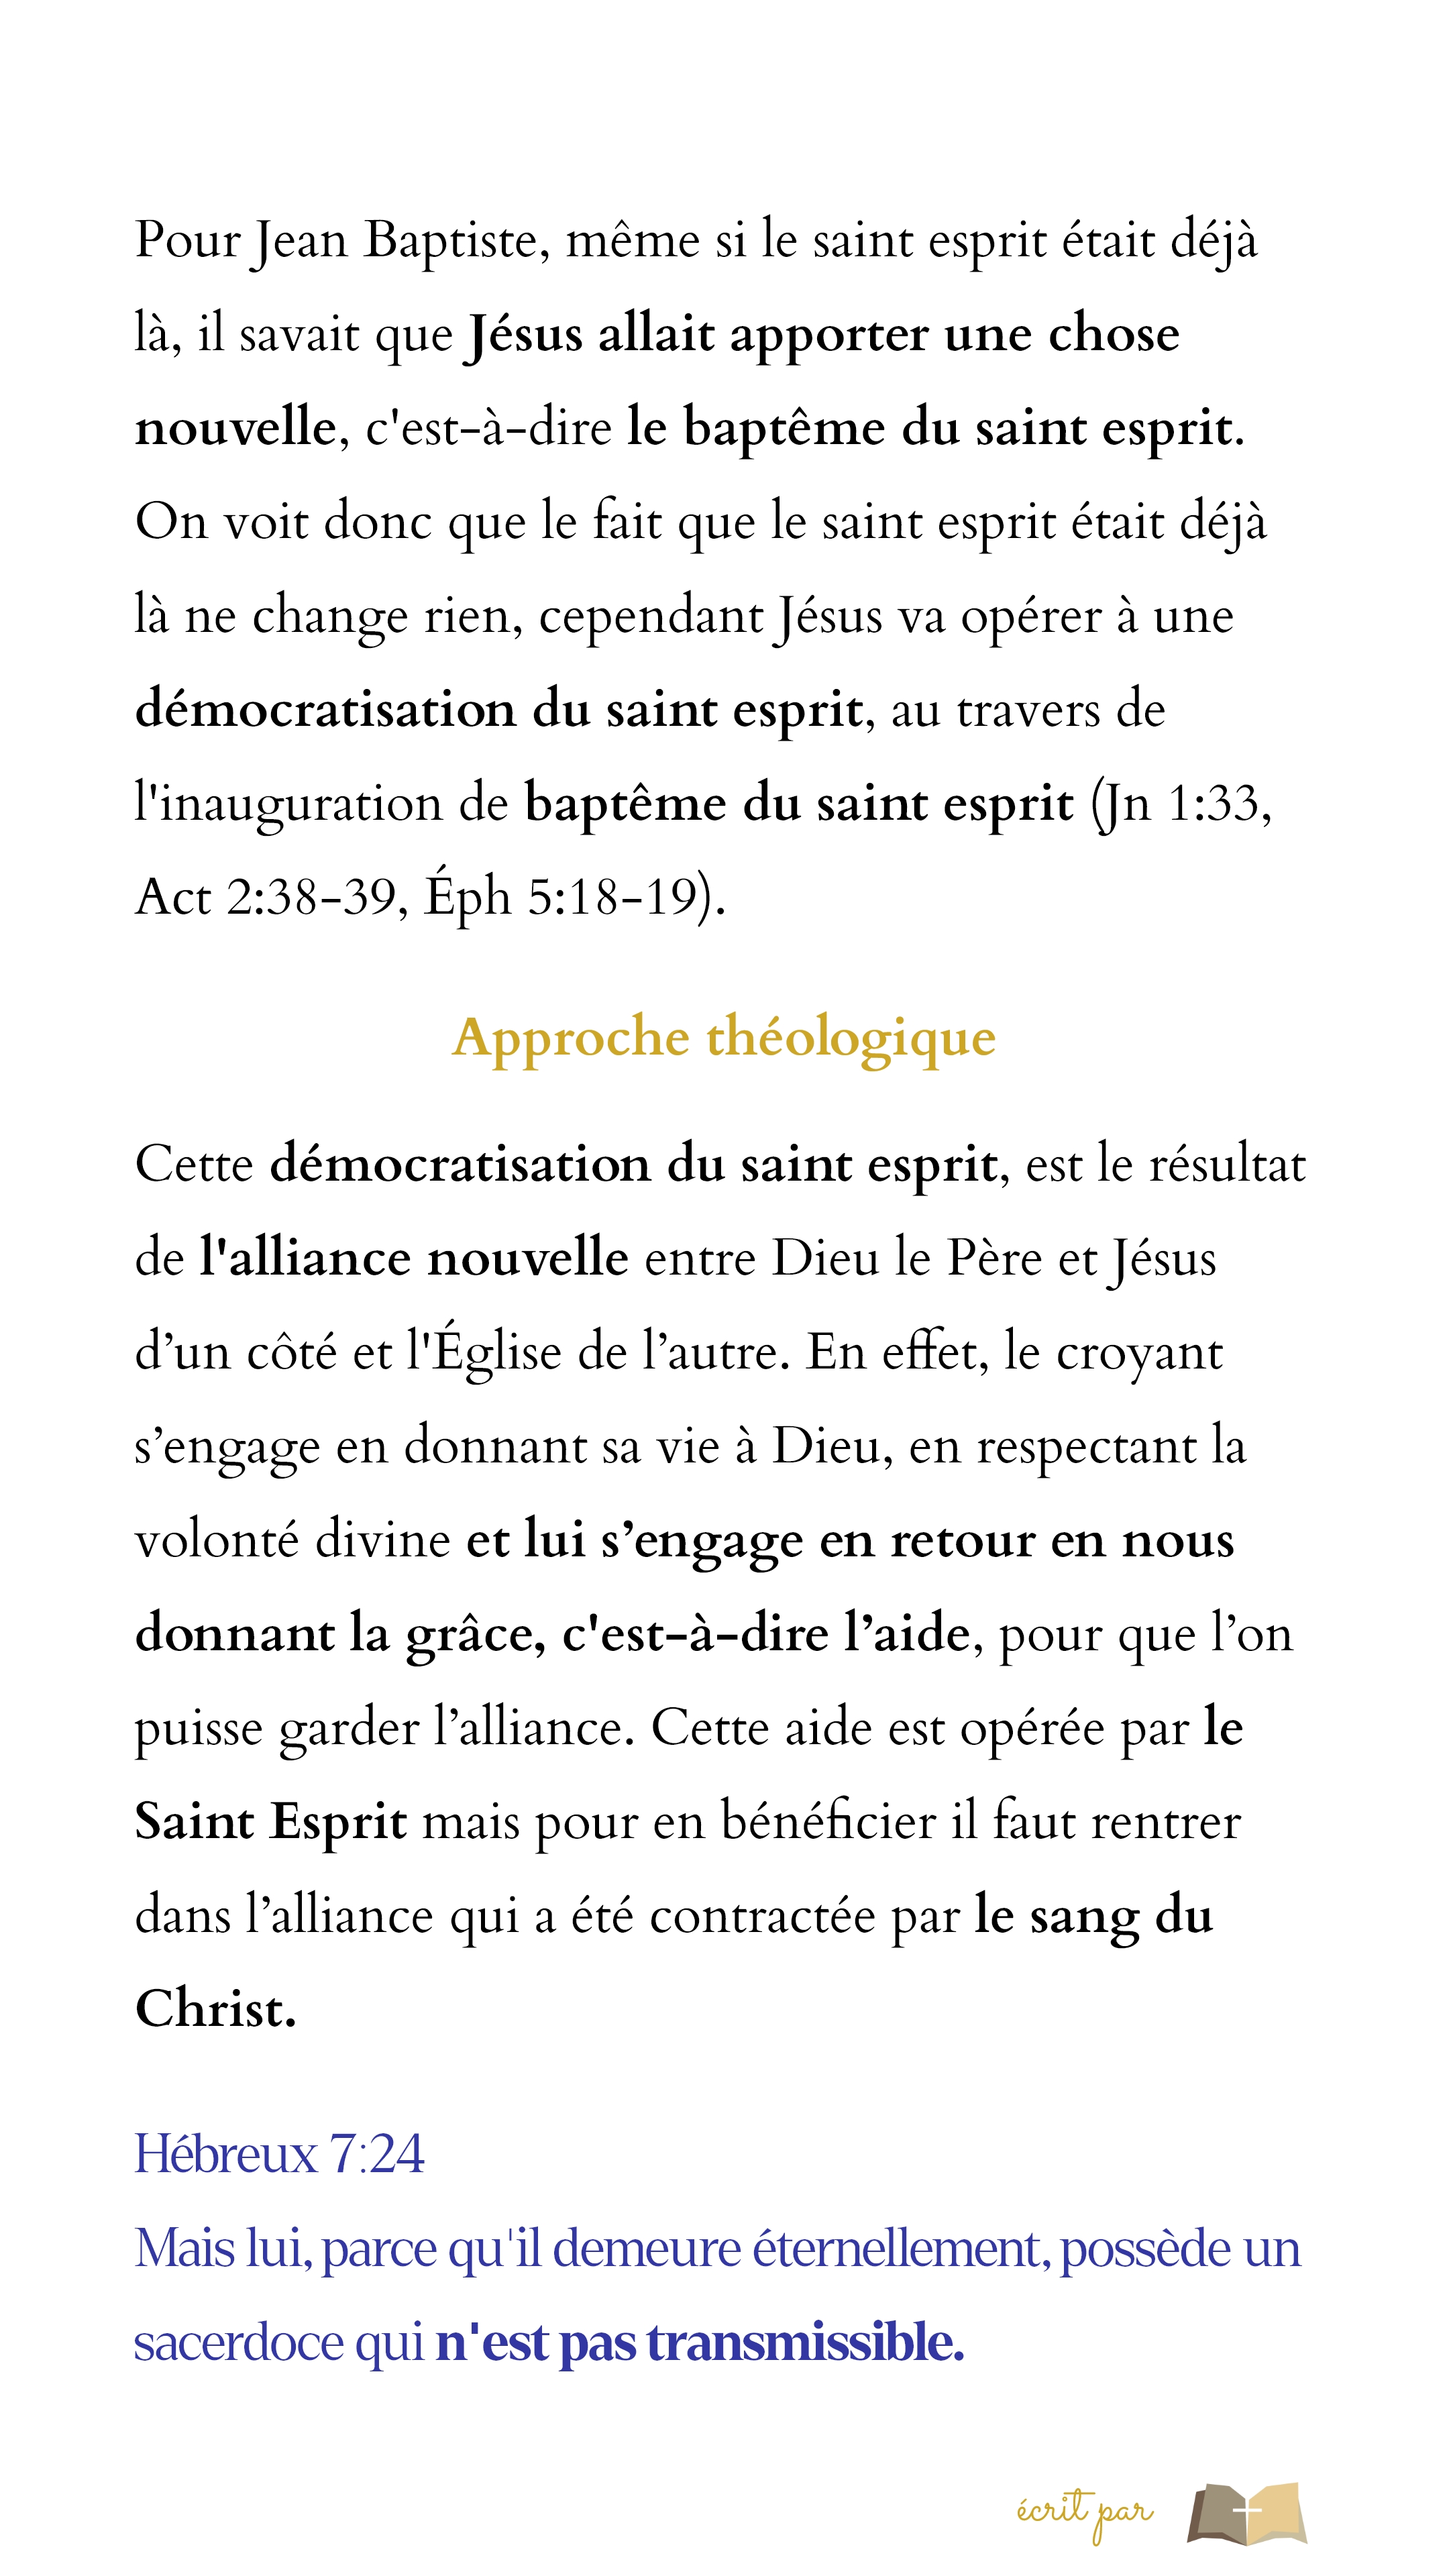 Pour Jean Baptiste, même si le saint esprit était déjà
là, il savait que Jésus allait apporter une chose
nouvelle, c'est-à-dire le baptême du saint esprit.
On voit donc que le fait que le saint esprit était déjà
là ne change rien, cependant Jésus va opérer à une
démocratisation du saint esprit, au travers de
l'inauguration de baptême du saint esprit (Jn 1:33,
Act 2:38-39, Éph 5:18-19).
Approche théologique
Cette démocratisation du saint esprit, est le résultat
de l'alliance nouvelle entre Dieu le Père et Jésus
d’un côté et l'Église de l’autre. En effet, le croyant
s’engage en donnant sa vie à Dieu, en respectant la
volonté divine et lui s’engage en retour en nous
donnant la grâce, c'est-à-dire l’aide, pour que l’on
puisse garder l’alliance. Cette aide est opérée par le
Saint Esprit mais pour en bénéficier il faut rentrer
dans l’alliance qui a été contractée par le sang du
Christ.
Hébreux 7:24
Mais lui, parce qu'il demeure éternellement, possède un
sacerdoce qui n'est pas transmissible.
écrit par